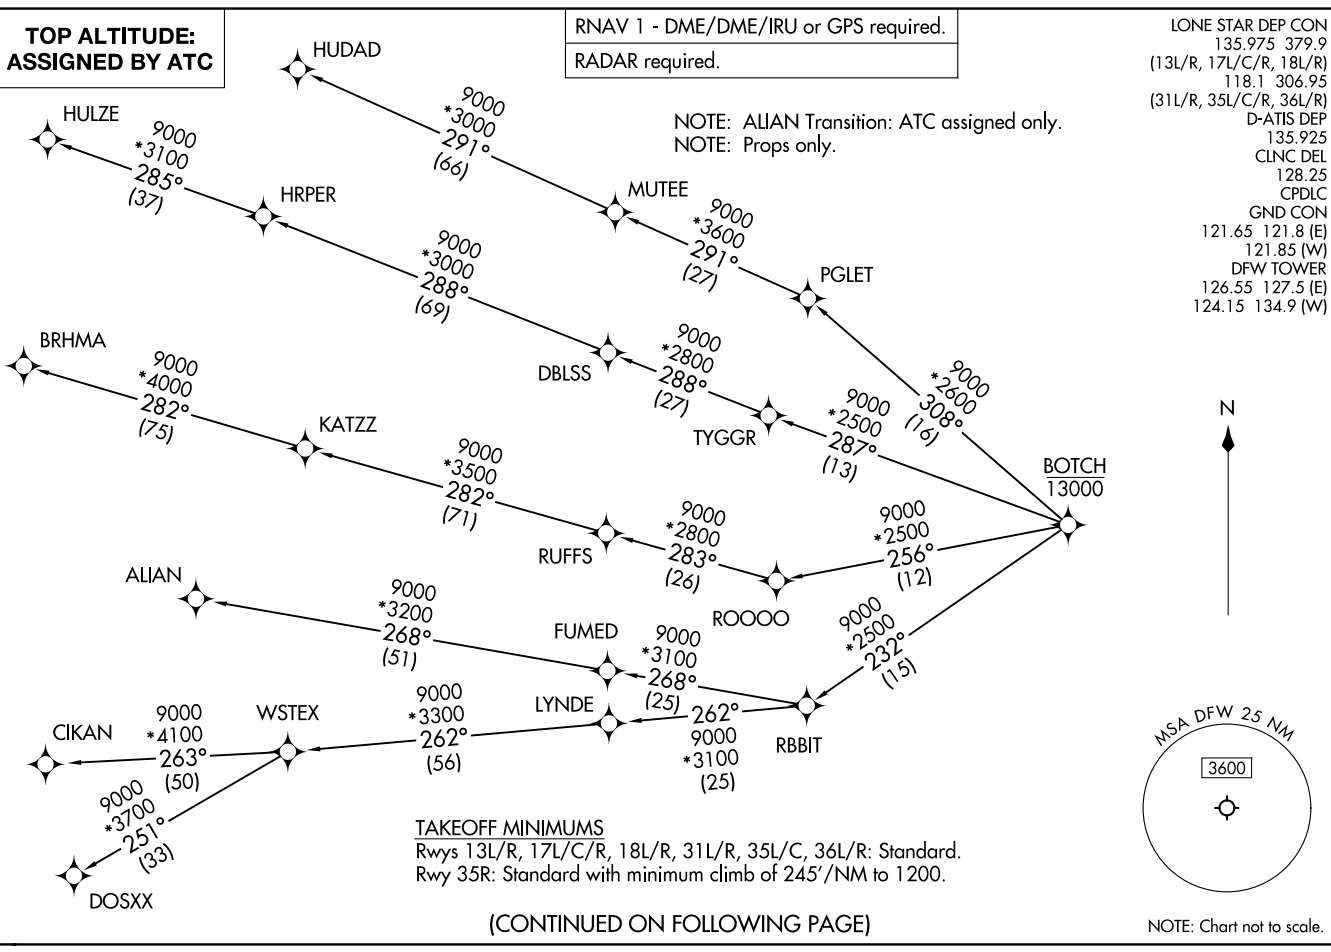 TOP ALTITUDE:
ASSIGNED BY ATC
RNAV 1 - DME/DME/IRU or GPS required.
RADAR required.
NOTE: ALIAN Transition: ATC assigned only.
NOTE: Props only.
LONE STAR DEP CON
135.975 379.9
(13L/R, 17L/C/R, 18L/R)
118.1 306.95
(31L/R, 35L/C/R, 36L/R)
D-ATIS DEP
135.925
CLNC DEL
128.25
CPDLC
GND CON
121.65 121.8 (E)
121.85 (W)
DFW TOWER
126.55 127.5 (E)
124.15 134.9 (W)
HUDAD
9000
*3000
291°
(66)
MUTEE
9000
*3600
291°
(27)
PGLET
9000
*2600
308°
(16)
HULZE
9000
*3100
285°
(37)
HRPER
9000
*3000
288°
(69)
DBLSS
9000
*2800
288°
(27)
TYGGR
9000
*2500
287°
(13)
BOTCH
13000
BRHMA
9000
*4000
282°
(75)
KATZZ
9000
*3500
282°
(71)
RUFFS
9000
*2800
283°
(26)
ROOOO
9000
*2500
256°
(12)
ALIAN
9000
*3200
268°
(51)
FUMED
9000
*3100
268°
(25)
9000
*2500
232°
(15)
RBBIT
CIKAN
9000
*4100
263°
(50)
WSTEX
9000
*3300
262°
(56)
LYNDE
262°
9000
*3100
(25)
9000
*3700
251°
(33)
DOSXX
N
MSA DFW 25 NM
3600
TAKEOFF MINIMUMS
Rwys 13L/R, 17L/C/R, 18L/R, 31L/R, 35L/C, 36L/R: Standard.
Rwy 35R: Standard with minimum climb of 245'/NM to 1200.
(CONTINUED ON FOLLOWING PAGE)
NOTE: Chart not to scale.